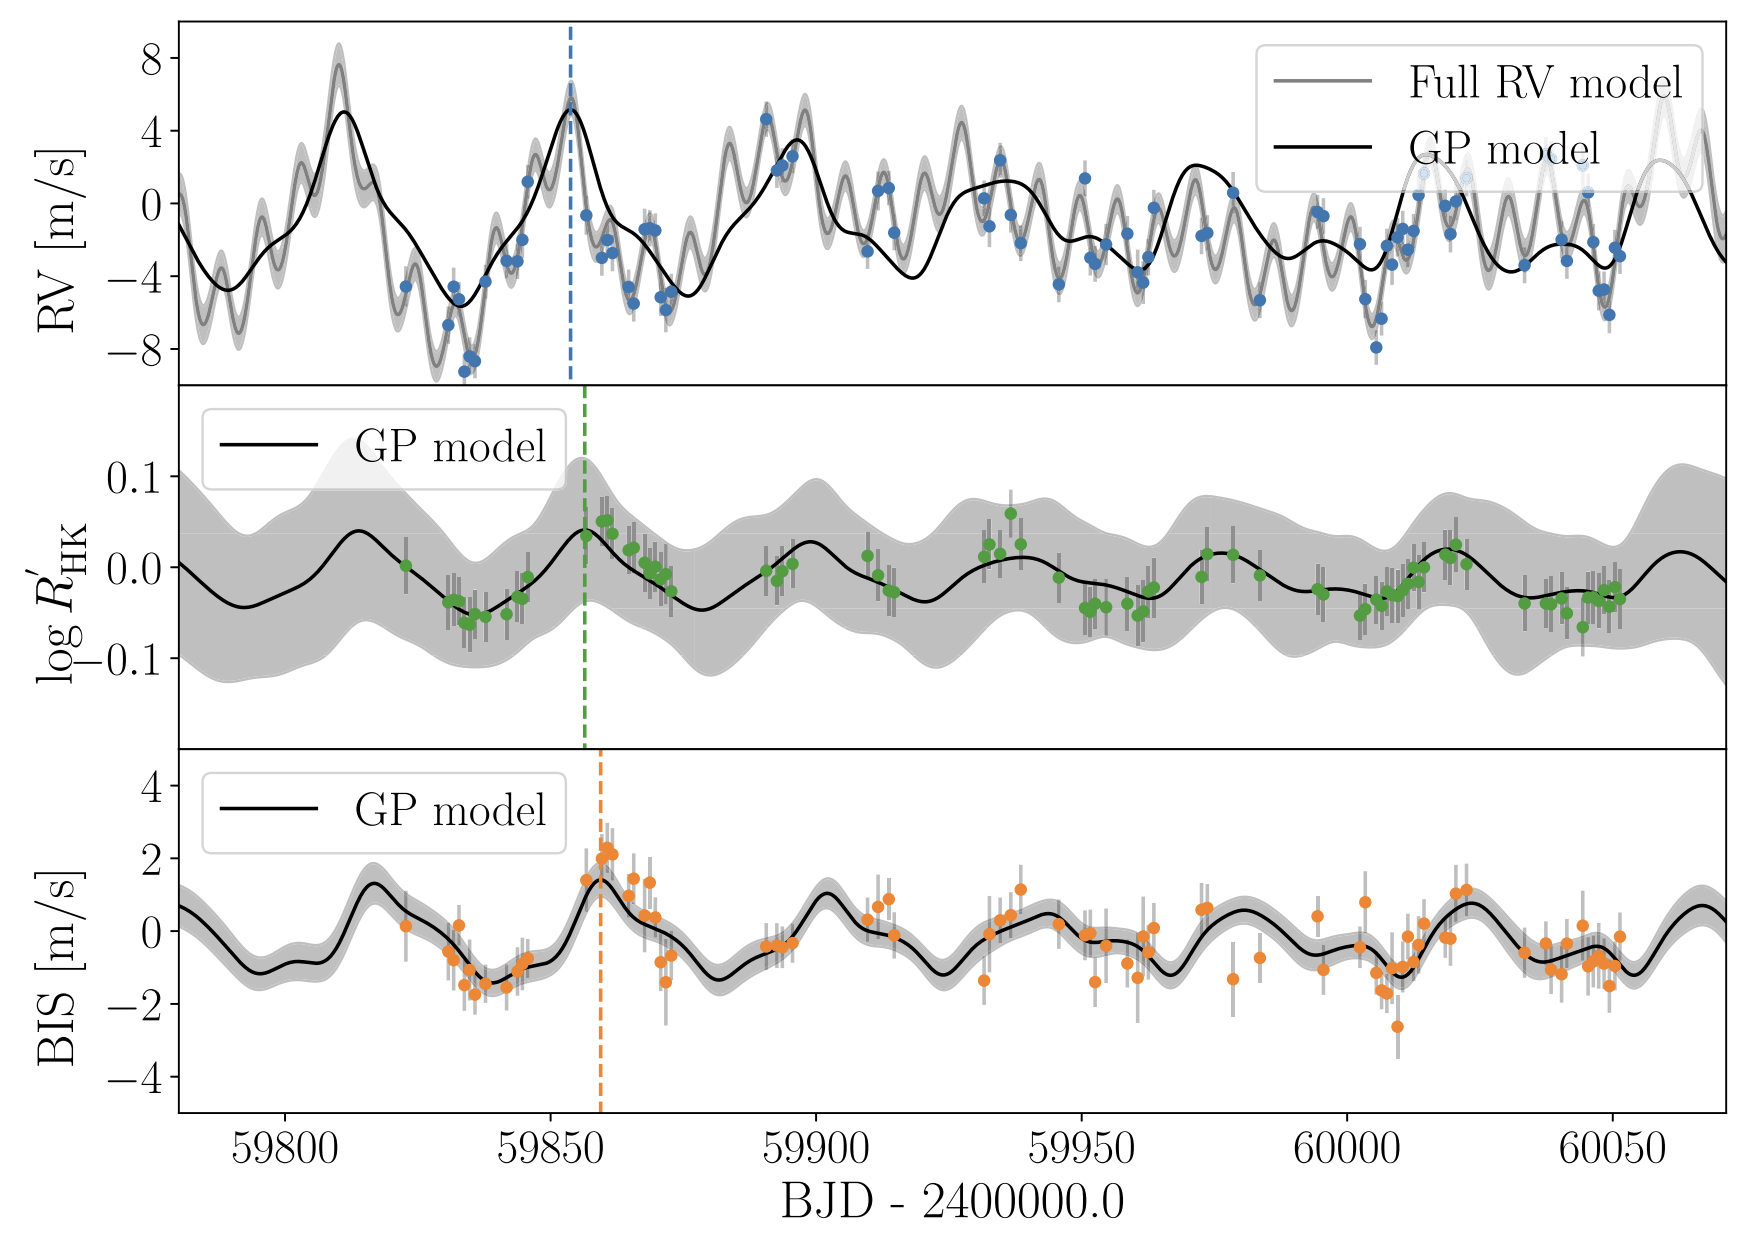 RV [m/s]
8
4
0
−4
−8
Full RV model
GP model
log R′HK
0.1
0.0
−0.1
GP model
BIS [m/s]
4
2
0
−2
−4
GP model
59800 59850 59900 59950 60000 60050
BJD - 2400000.0